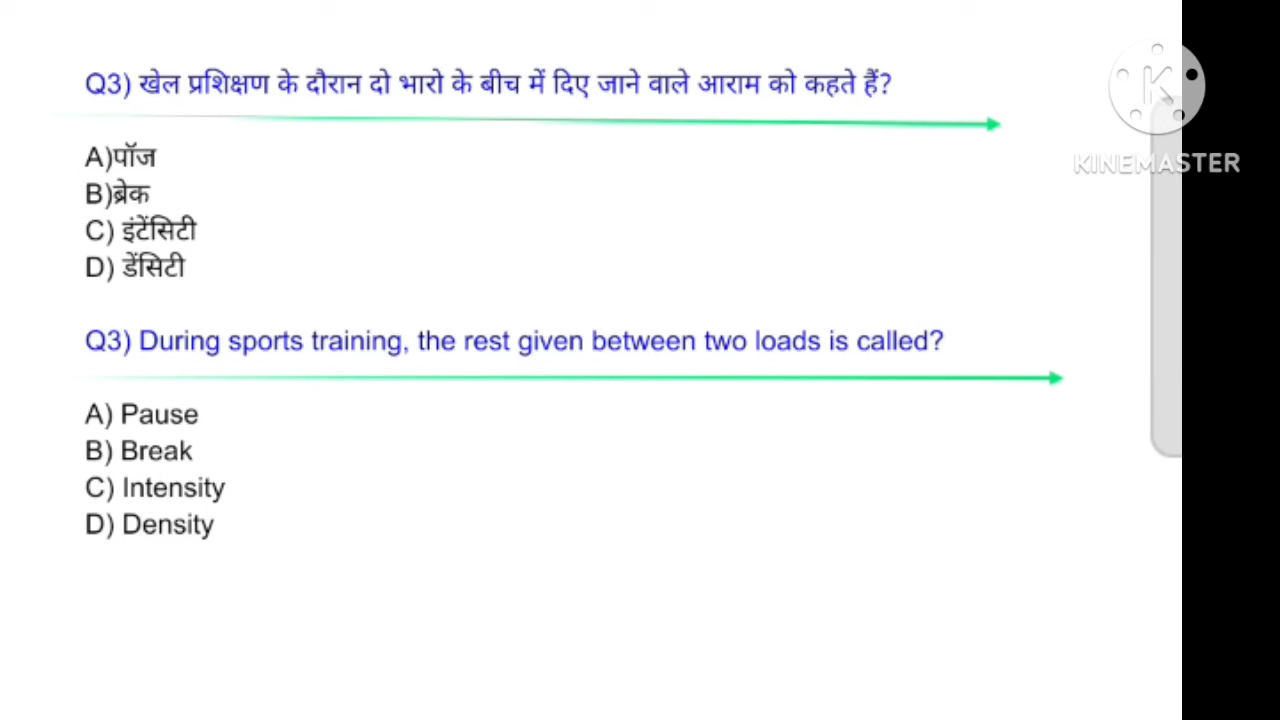 Q3) खेल प्रशिक्षण के दौरान दो भारो के बीच में दिए जाने वाले आराम को कहते हैं?
A)पॉज
B)ब्रेक
C) इंटेंसिटी
D) डेंसिटी
Q3) During sports training, the rest given between two loads is called?
A) Pause
B) Break
C) Intensity
D) Density
K
KINEMASTER